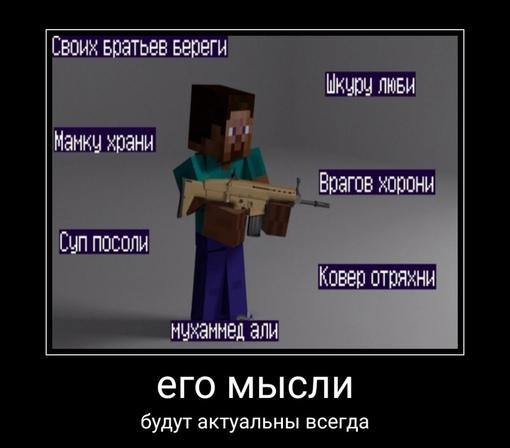 Своих братьев береги
Шкуру люби
Мамку храни
Врагов хорони
Суп посоли
Ковер отряхни
мухаммед али
его мысли
будут актуальны всегда